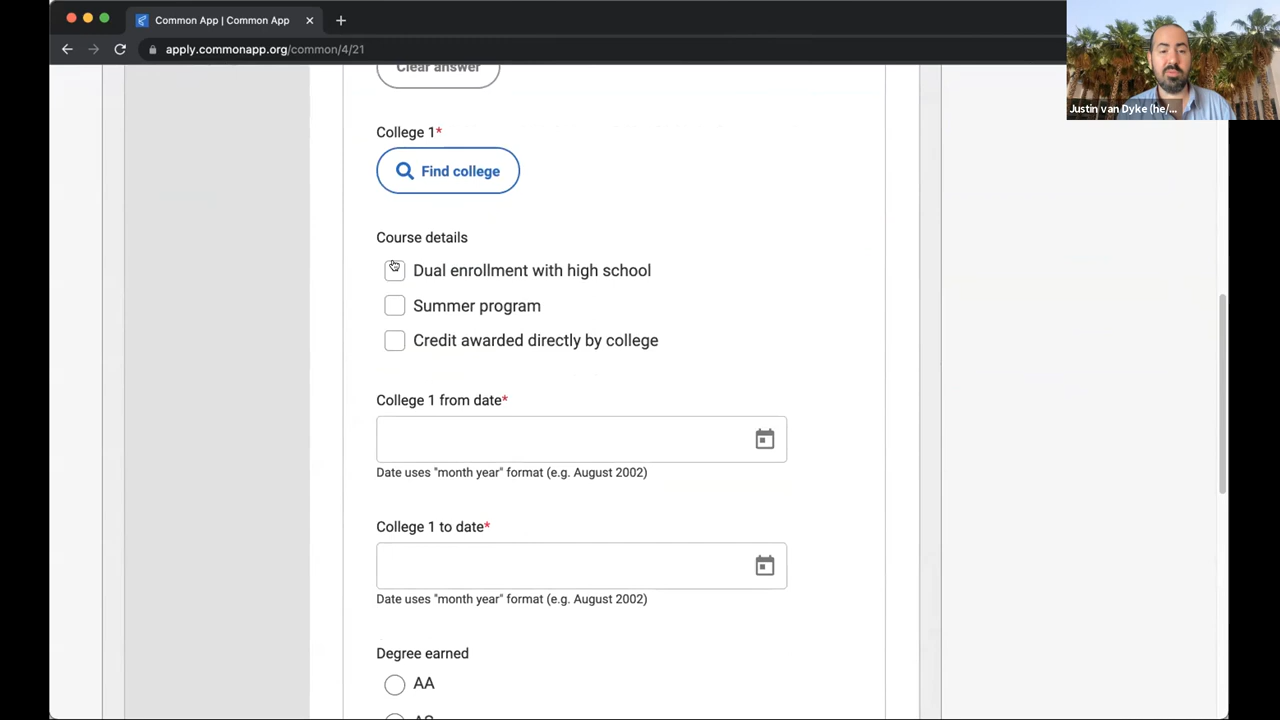 Common App | Common App
apply.commonapp.org/common/4/21
Justin van Dyke (he/...
Clear answer
College 1*
Find college
Course details
Dual enrollment with high school
Summer program
Credit awarded directly by college
College 1 from date*
Date uses "month year" format (e.g. August 2002)
College 1 to date*
Date uses "month year" format (e.g. August 2002)
Degree earned
AA